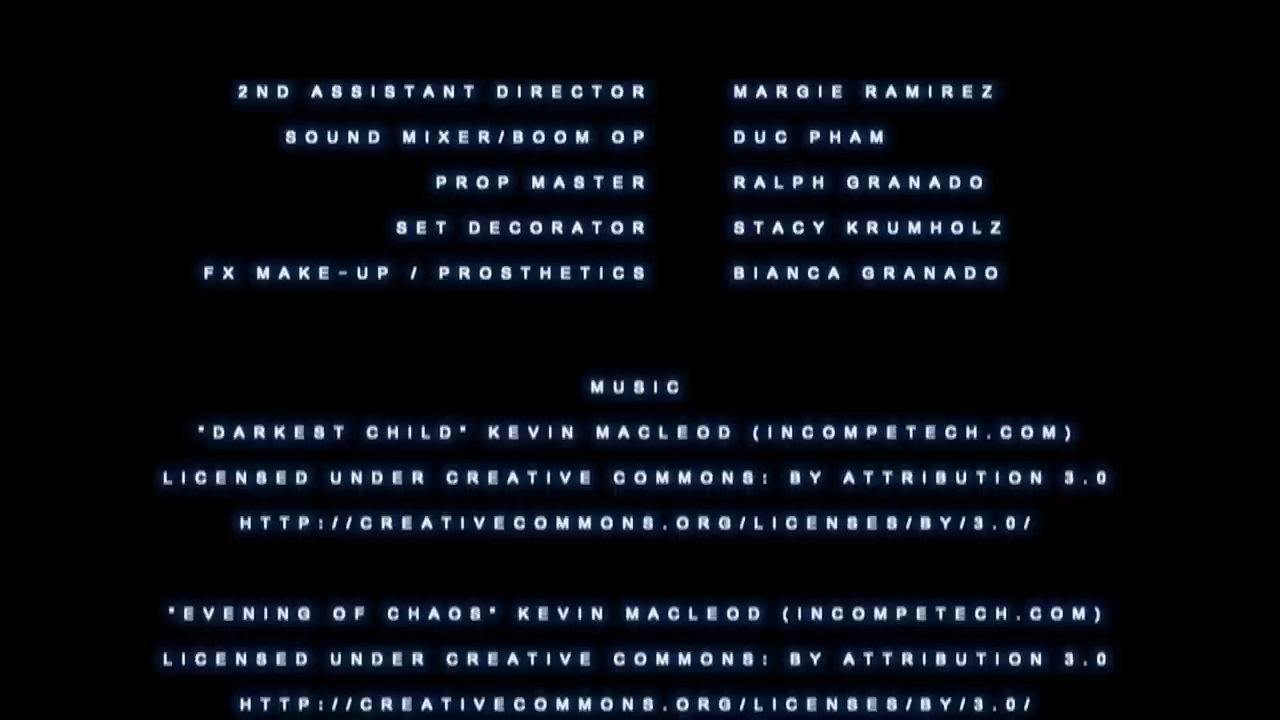 2ND ASSISTANT DIRECTOR MARGIE RAMIREZ
SOUND MIXER/BOOM OP DUC PHAM
PROP MASTER RALPH GRANADO
SET DECORATOR STACY KRUMHOLZ
FX MAKE-UP / PROSTHETICS BIANCA GRANADO
MUSIC
"DARKEST CHILD" KEVIN MACLEOD (INCOMPETECH.COM)
LICENSED UNDER CREATIVE COMMONS: BY ATTRIBUTION 3.0
HTTP://CREATIVECOMMONS.ORG/LICENSES/BY/3.0/
"EVENING OF CHAOS" KEVIN MACLEOD (INCOMPETECH.COM)
LICENSED UNDER CREATIVE COMMONS: BY ATTRIBUTION 3.0
HTTP://CREATIVECOMMONS.ORG/LICENSES/BY/3.0/